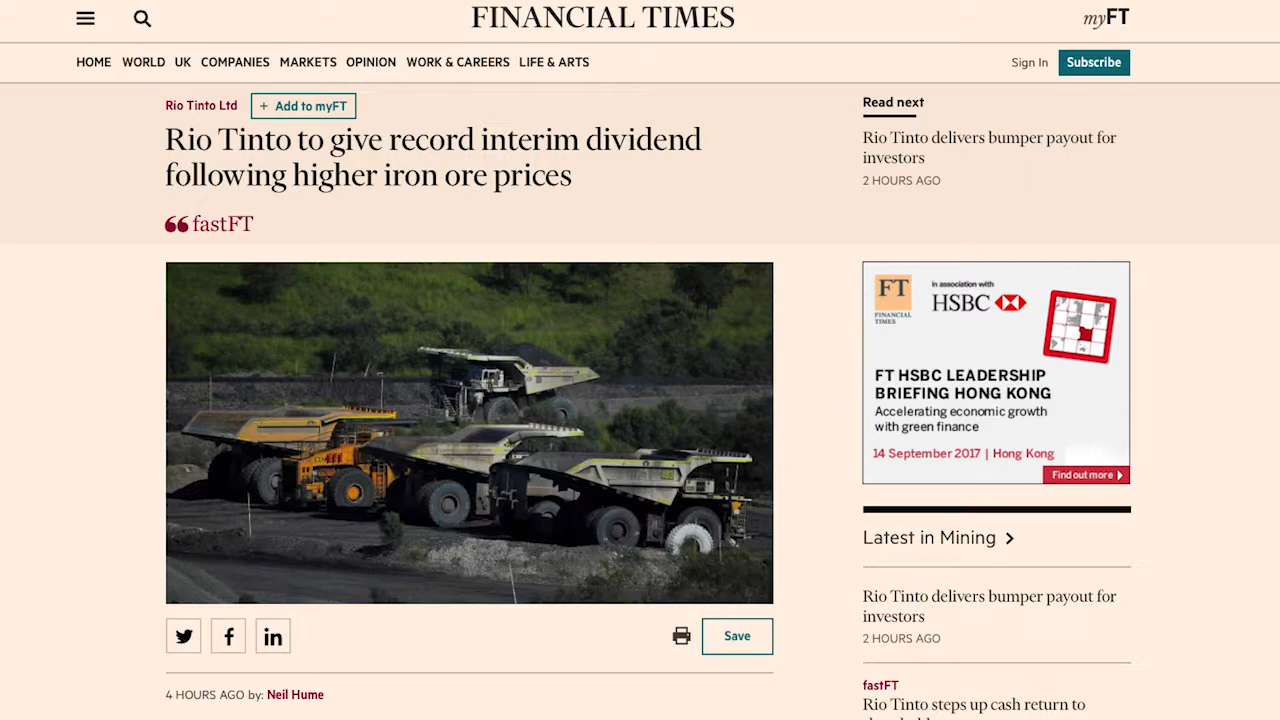 FINANCIAL TIMES
myFT
HOME WORLD UK COMPANIES MARKETS OPINION WORK & CAREERS LIFE & ARTS
Sign In Subscribe
Rio Tinto Ltd + Add to myFT
Rio Tinto to give record interim dividend
following higher iron ore prices
fastFT
Read next
Rio Tinto delivers bumper payout for
investors
2 HOURS AGO
FT
FINANCIAL
TIMES
In association with
HSBC
FT HSBC LEADERSHIP
BRIEFING HONG KONG
Accelerating economic growth
with green finance
14 September 2017 | Hong Kong
Find out more
Latest in Mining
Rio Tinto delivers bumper payout for
investors
2 HOURS AGO
fastFT
Rio Tinto steps up cash return to
Save
4 HOURS AGO by: Neil Hume